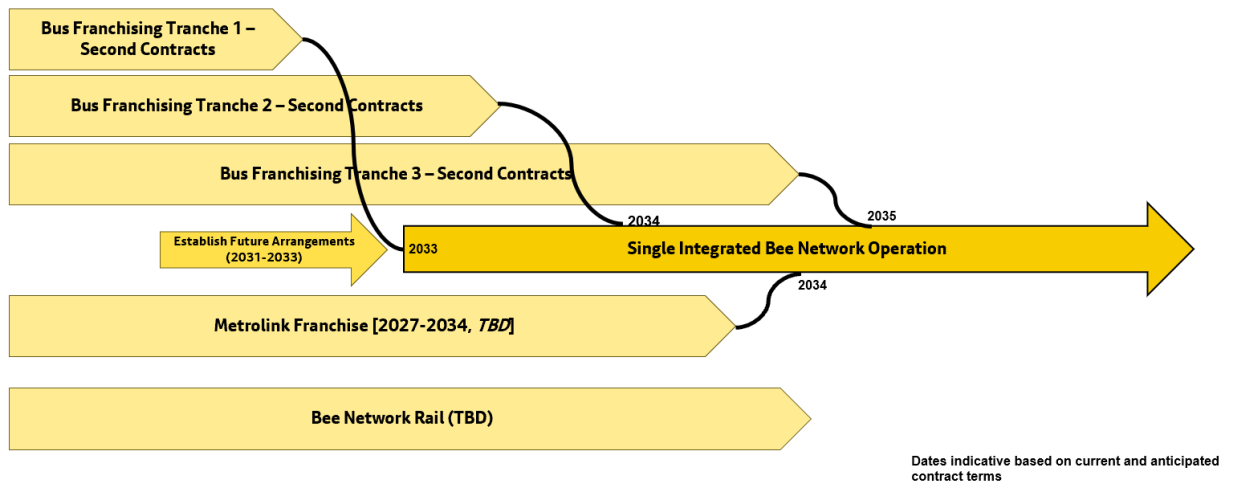 Bus Franchising Tranche 1 –
Second Contracts
Bus Franchising Tranche 2 – Second Contracts
Bus Franchising Tranche 3 – Second Contracts
2034
2035
Establish Future Arrangements
(2031-2033)
2033
Single Integrated Bee Network Operation
2034
Metrolink Franchise [2027-2034, TBD]
Bee Network Rail (TBD)
Dates indicative based on current and anticipated
contract terms